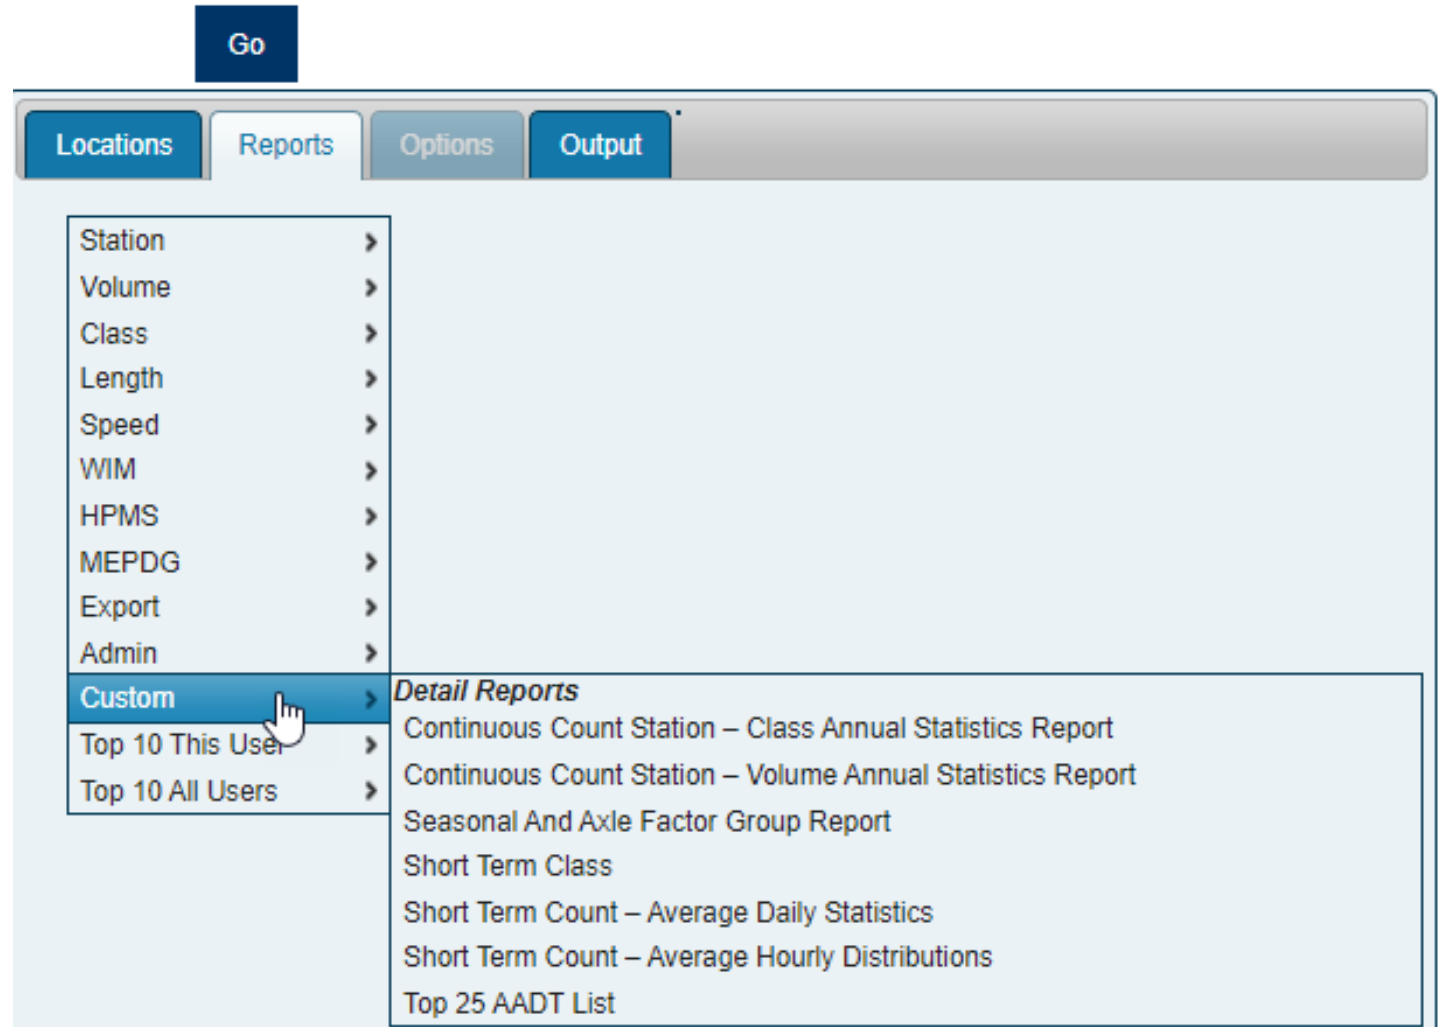 Go
Locations Reports Options Output
Station
Volume
Class
Length
Speed
WIM
HPMS
MEPDG
Export
Admin
Custom
Top 10 This User
Top 10 All Users
Detail Reports
Continuous Count Station – Class Annual Statistics Report
Continuous Count Station – Volume Annual Statistics Report
Seasonal And Axle Factor Group Report
Short Term Class
Short Term Count – Average Daily Statistics
Short Term Count – Average Hourly Distributions
Top 25 AADT List